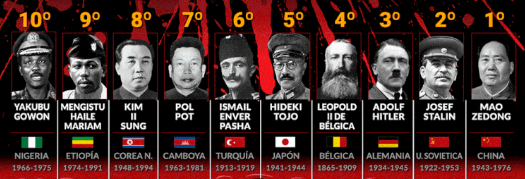 10º 9º 8º 7º 6º 5º 4º 3º 2º 1º
YAKUBU GOWON
MENGISTU HAILE MARIAM
KIM II SUNG
POL POT
ISMAIL ENVER PASHA
HIDEKI TOJO
LEOPOLD II DE BÉLGICA
ADOLF HITLER
JOSEF STALIN
MAO ZEDONG
NIGERIA ETIOPÍA COREA N. CAMBOYA TURQUÍA JAPÓN BÉLGICA ALEMANIA U. SOVIETICA CHINA
1966-1975 1974-1991 1948-1994 1963-1981 1913-1919 1941-1944 1865-1909 1934-1945 1922-1953 1943-1976